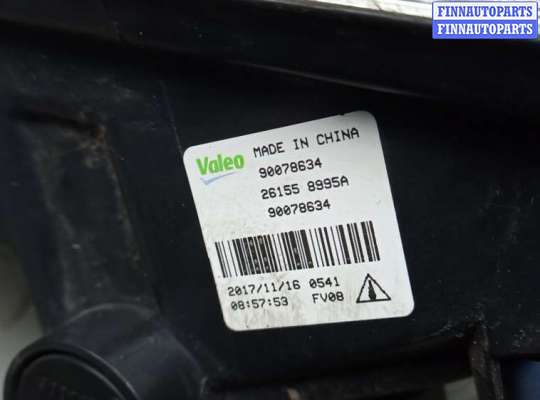 FINNAUTOPARTS
FINNAUTOPARTS
Valeo MADE IN CHINA
90078634
26155 8995A
90078634
2017/11/16 0541
08:57:53 FV08